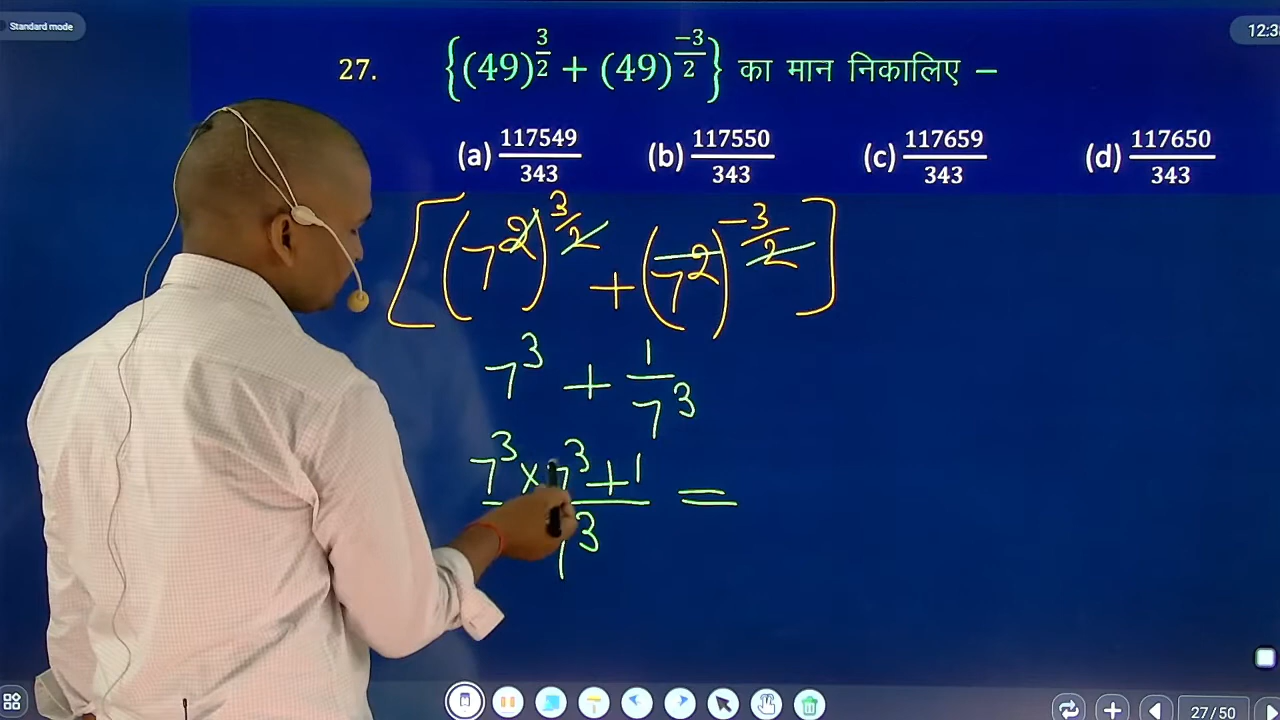 Standard mode
12:3
27. {(49)^{3/2} + (49)^{-3/2}} का मान निकालिए –
(a) 117549/343 (b) 117550/343 (c) 117659/343 (d) 117650/343
[(7^2)^{3/2} + (7^2)^{-3/2}]
7^3 + 1/7^3
7^3 × 7^3 + 1 / 7^3 =
27/50